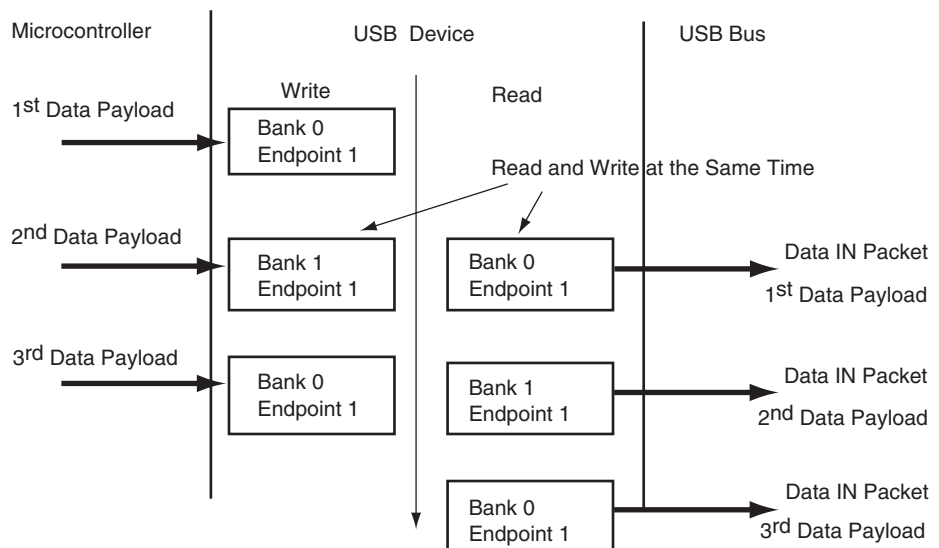 Microcontroller
USB Device
USB Bus
Write
Read
1st Data Payload
Bank 0
Endpoint 1
Read and Write at the Same Time
2nd Data Payload
Bank 1
Endpoint 1
Bank 0
Endpoint 1
Data IN Packet
1st Data Payload
3rd Data Payload
Bank 0
Endpoint 1
Bank 1
Endpoint 1
Data IN Packet
2nd Data Payload
Bank 0
Endpoint 1
Data IN Packet
3rd Data Payload